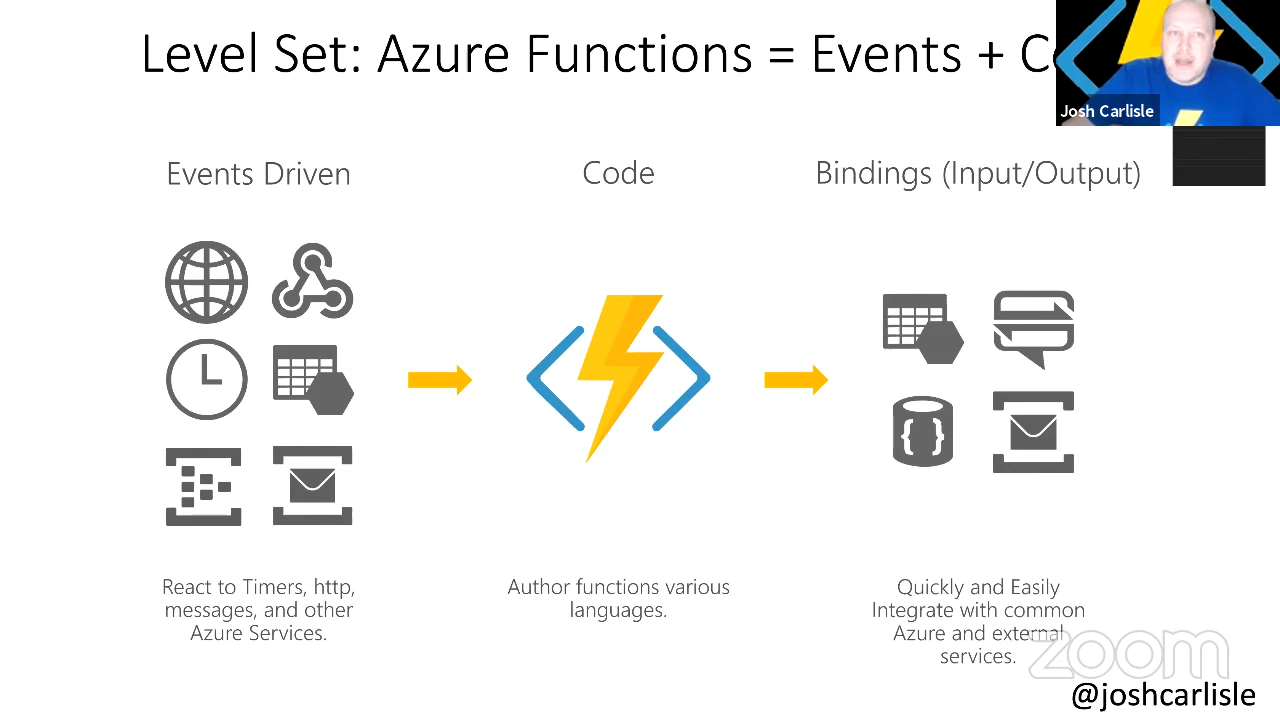 Level Set: Azure Functions = Events +
Josh Carlisle
Events Driven
Code
Bindings (Input/Output)
React to Timers, http,
messages, and other
Azure Services.
Author functions various
languages.
Quickly and Easily
Integrate with common
Azure and external
services.
zoom
@joshcarlisle